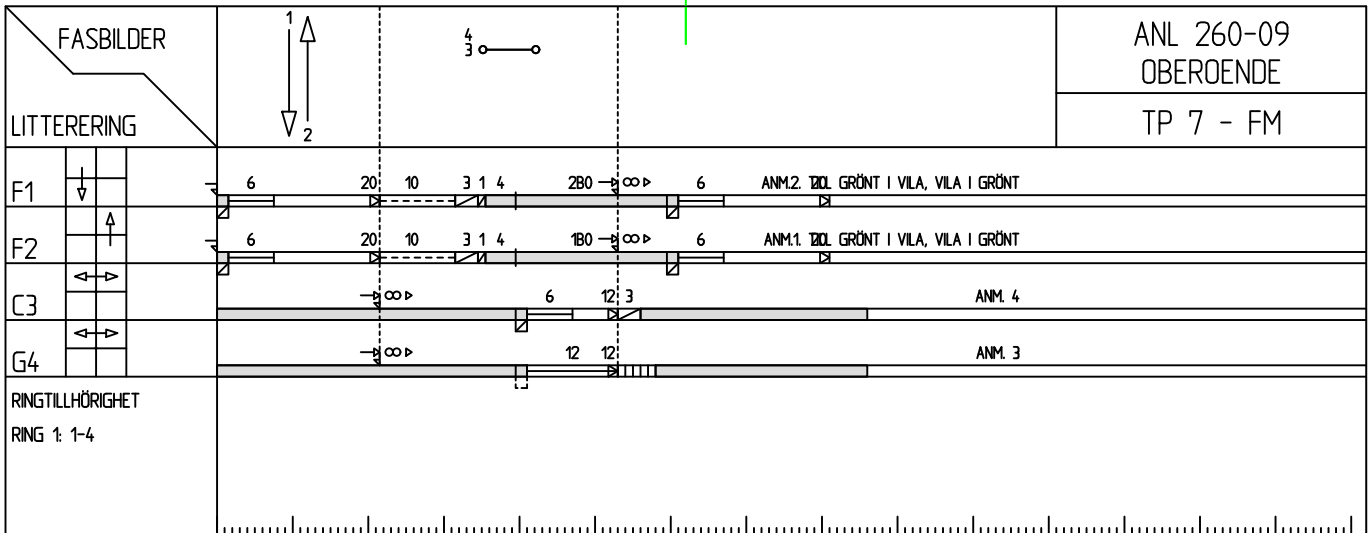 FASBILDER
LITTERERING
1
2
4
3
ANL 260-09
OBEROENDE
TP 7 - FM
F1 6 20 10 3 1 4 6 ANM.2. GRÖNT I VILA, VILA I GRÖNT
F2 6 20 10 3 1 4 6 ANM.1. GRÖNT I VILA, VILA I GRÖNT
C3 6 12 3 ANM. 4
G4 12 12 ANM. 3
RINGTILLHÖRIGHET
RING 1: 1-4